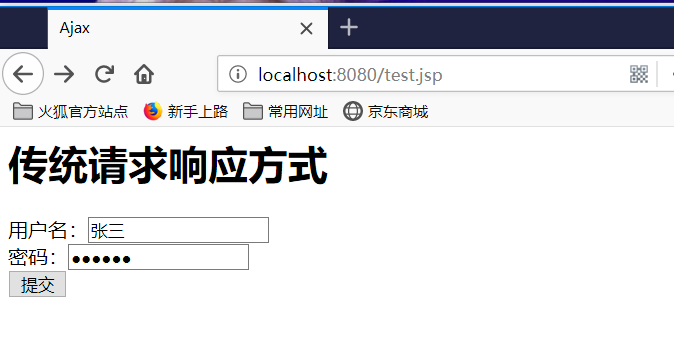 Ajax
localhost:8080/test.jsp
火狐官方站点 新手上路 常用网址 京东商城
传统请求响应方式
用户名：张三
密码：●●●●●●
提交